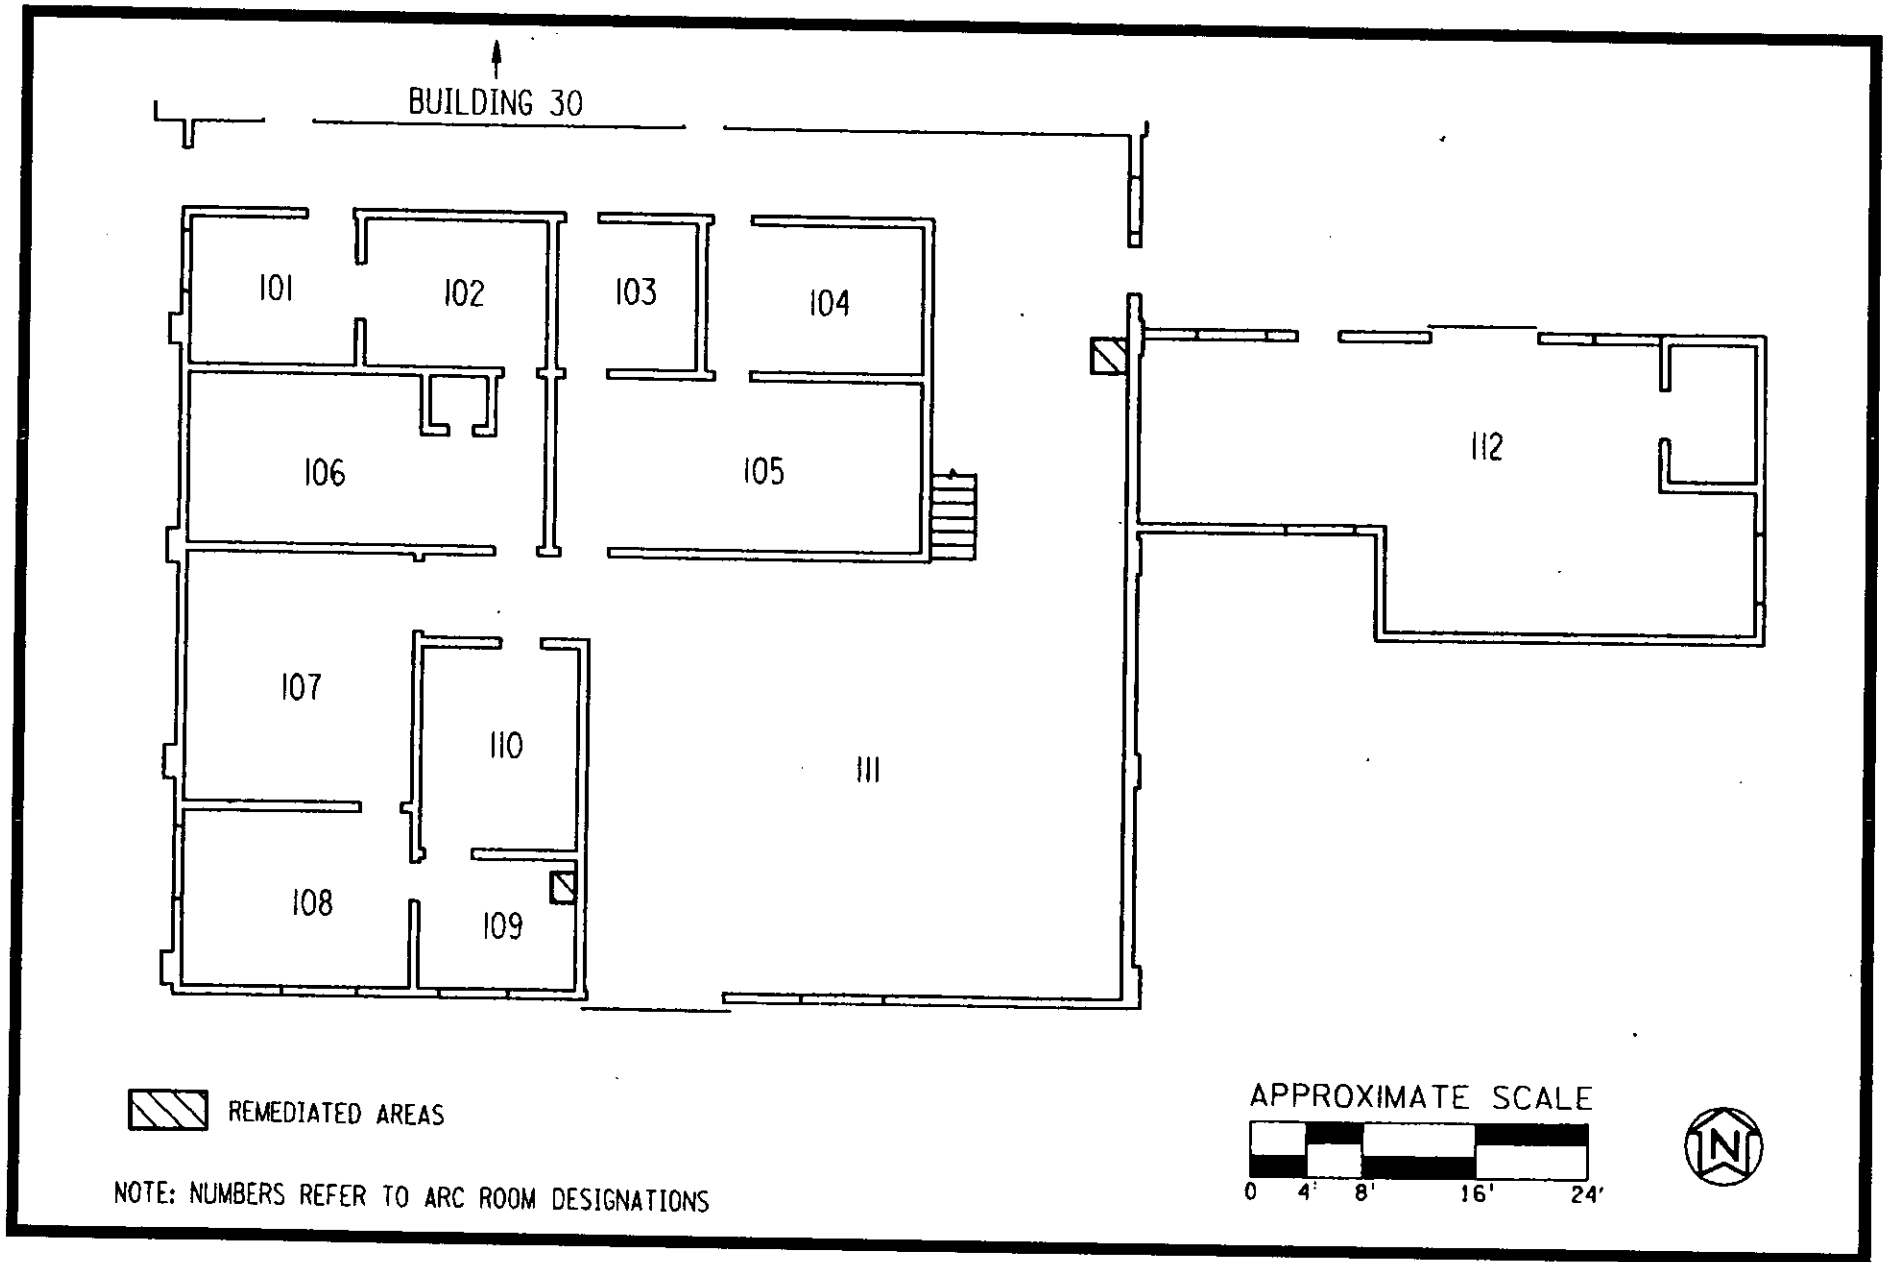 BUILDING 30
101
102
103
104
106
105
112
107
110
111
108
109
REMEDIATED AREAS
NOTE: NUMBERS REFER TO ARC ROOM DESIGNATIONS
APPROXIMATE SCALE
0 4' 8' 16' 24'
N